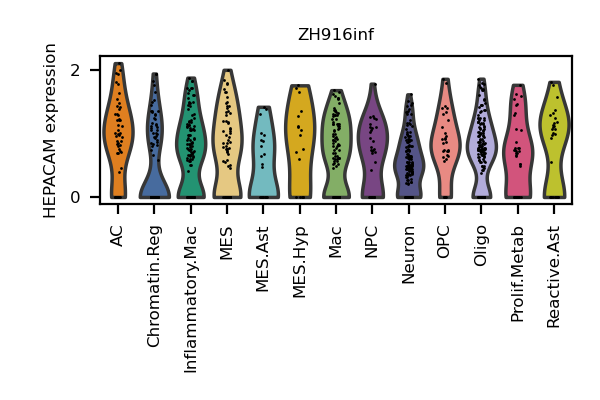 ZH916inf
HEPACAM expression
2
0
AC
Chromatin.Reg
Inflammatory.Mac
MES
MES.Ast
MES.Hyp
Mac
NPC
Neuron
OPC
Oligo
Prolif.Metab
Reactive.Ast